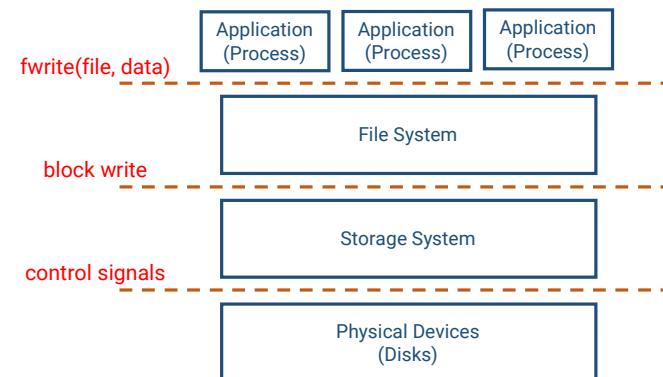 Application
(Process)
Application
(Process)
Application
(Process)
fwrite(file, data)
File System
block write
Storage System
control signals
Physical Devices
(Disks)